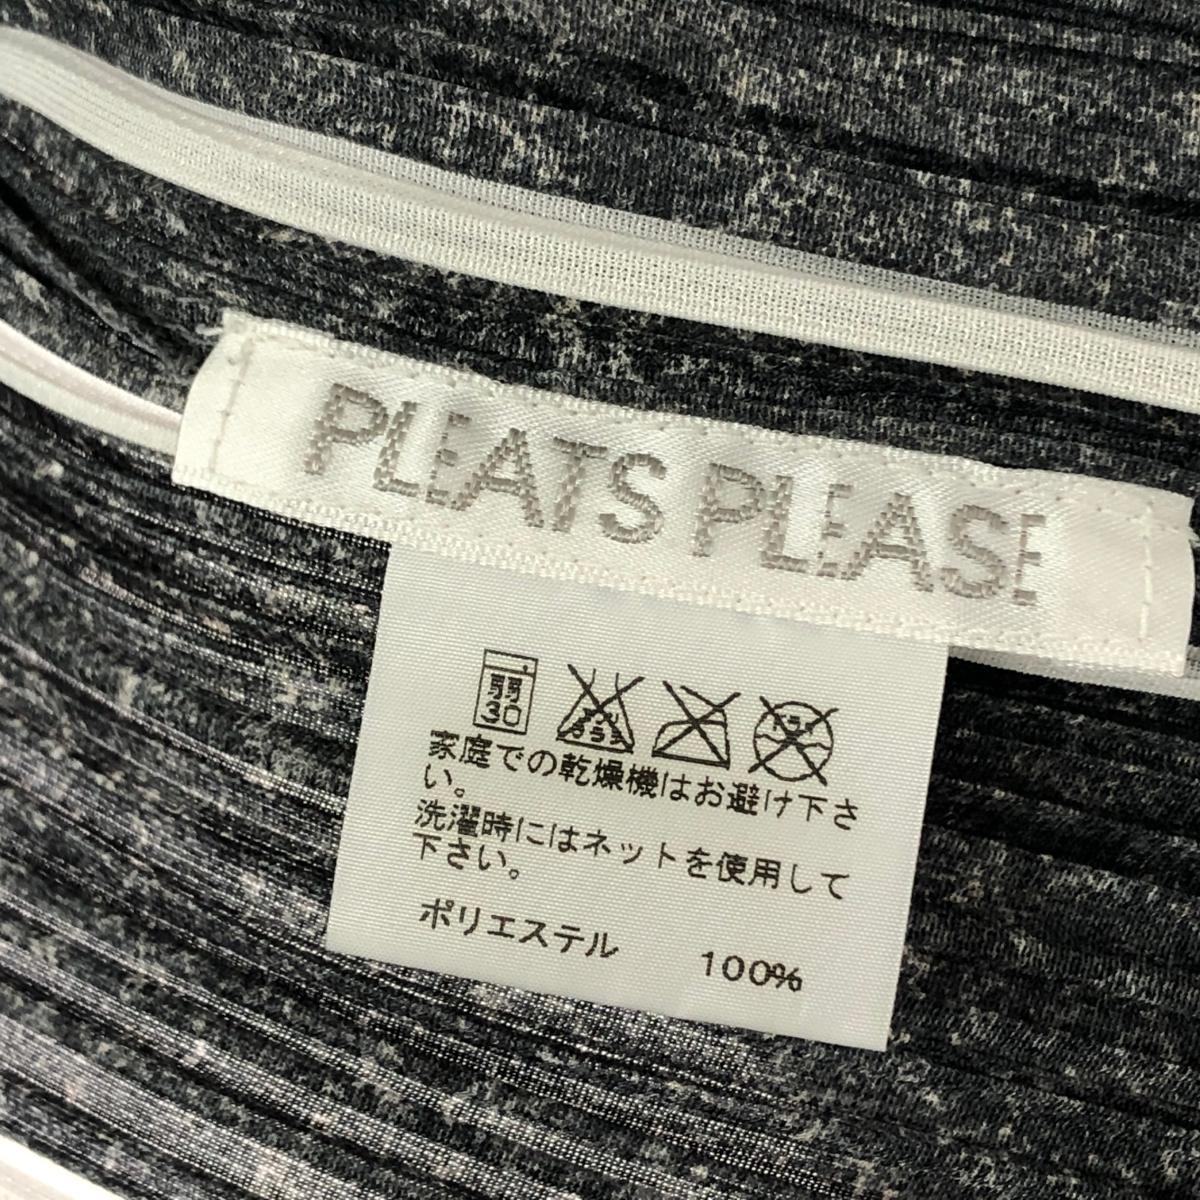 PLEATS PLEASE
弱
30
家庭での乾燥機はお避け下さ
い。
洗濯時にはネットを使用して
下さい。
ポリエステル 100%